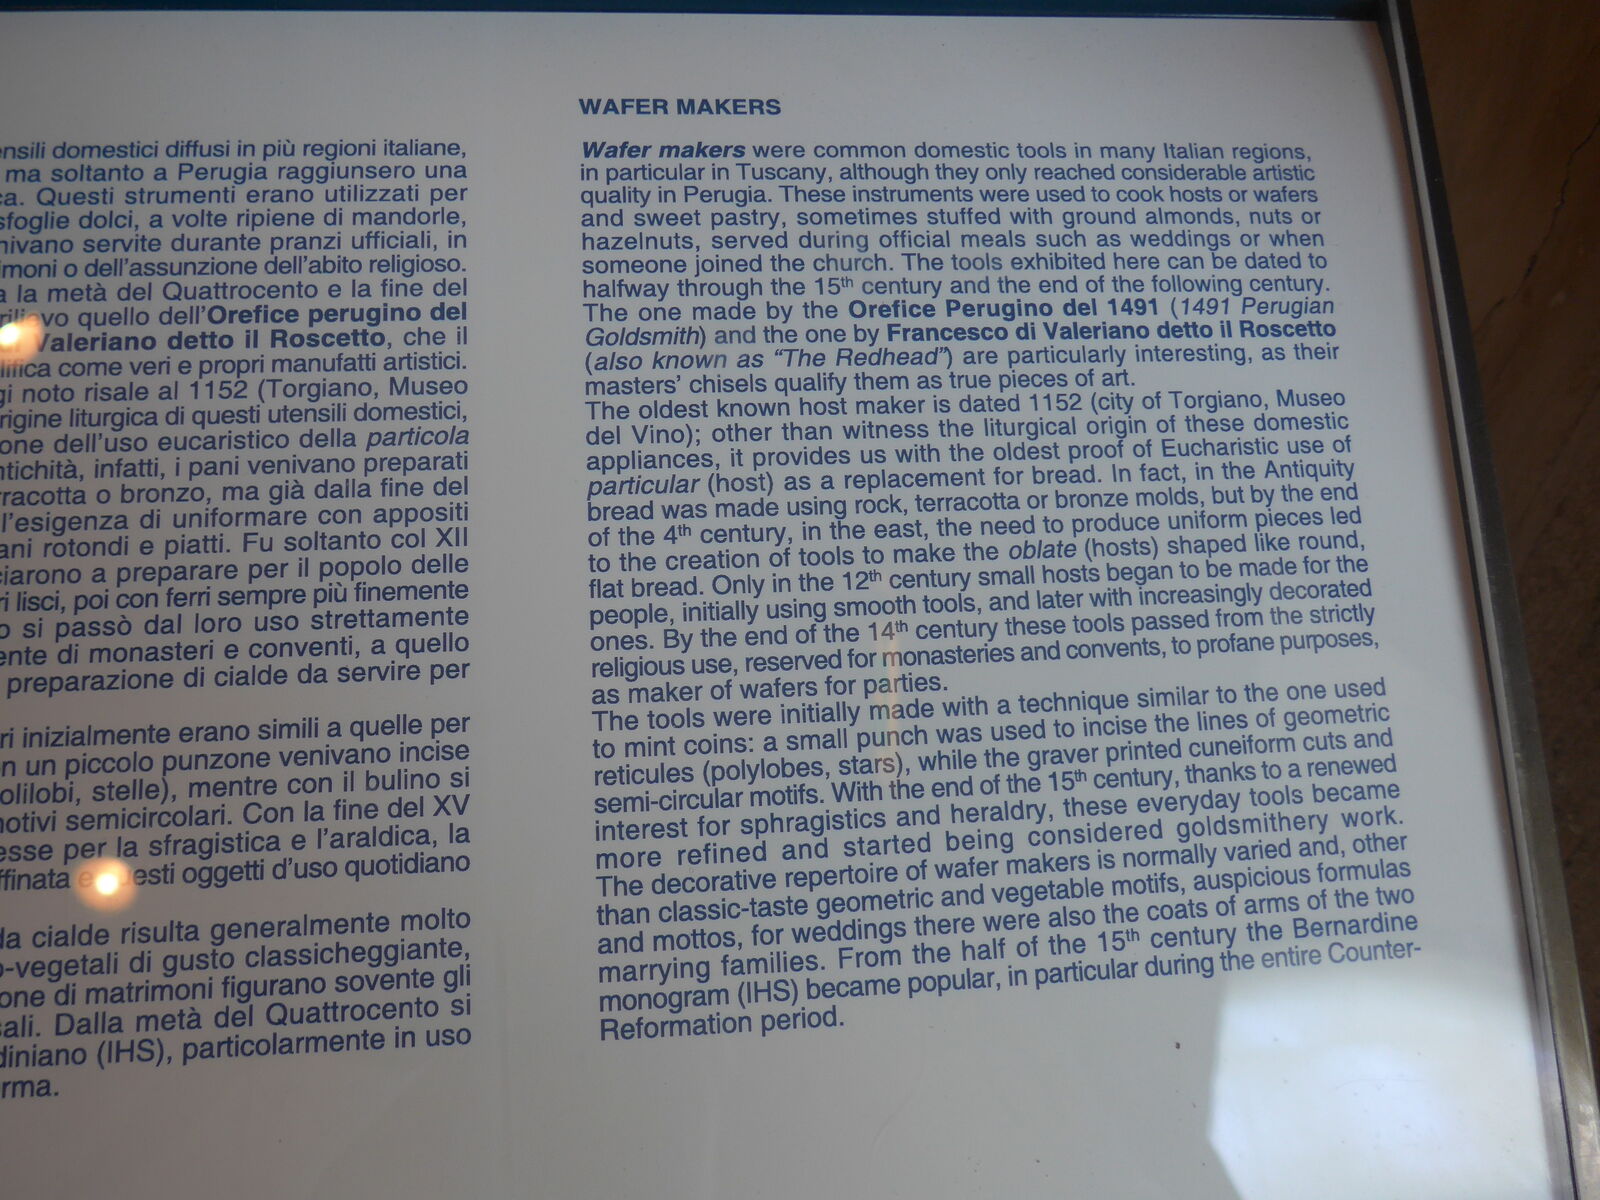 ensili domestici diffusi in più regioni italiane,
ma soltanto a Perugia raggiunsero una
ca. Questi strumenti erano utilizzati per
sfoglie dolci, a volte ripiene di mandorle,
nivano servite durante pranzi ufficiali, in
imoni o dell'assunzione dell'abito religioso.
a la metà del Quattrocento e la fine del
rilievo quello dell'Orefice perugino del
Valeriano detto il Roscetto, che il
lifica come veri e propri manufatti artistici.
gi noto risale al 1152 (Torgiano, Museo
rigine liturgica di questi utensili domestici,
one dell'uso eucaristico della particola
ntichità, infatti, i pani venivano preparati
rracotta o bronzo, ma già dalla fine del
l'esigenza di uniformare con appositi
ani rotondi e piatti. Fu soltanto col XII
ciarono a preparare per il popolo delle
ri lisci, poi con ferri sempre più finemente
o si passò dal loro uso strettamente
ente di monasteri e conventi, a quello
preparazione di cialde da servire per
ri inizialmente erano simili a quelle per
n un piccolo punzone venivano incise
olilobi, stelle), mentre con il bulino si
notivi semicircolari. Con la fine del XV
esse per la sfragistica e l'araldica, la
ffinata e questi oggetti d'uso quotidiano
da cialde risulta generalmente molto
o-vegetali di gusto classicheggiante,
one di matrimoni figurano sovente gli
sali. Dalla metà del Quattrocento si
diniano (IHS), particolarmente in uso
rma.
WAFER MAKERS
Wafer makers were common domestic tools in many Italian regions,
in particular in Tuscany, although they only reached considerable artistic
quality in Perugia. These instruments were used to cook hosts or wafers
and sweet pastry, sometimes stuffed with ground almonds, nuts or
hazelnuts, served during official meals such as weddings or when
someone joined the church. The tools exhibited here can be dated to
halfway through the 15th century and the end of the following century.
The one made by the Orefice Perugino del 1491 (1491 Perugian
Goldsmith) and the one by Francesco di Valeriano detto il Roscetto
(also known as "The Redhead") are particularly interesting, as their
masters' chisels qualify them as true pieces of art.
The oldest known host maker is dated 1152 (city of Torgiano, Museo
del Vino); other than witness the liturgical origin of these domestic
appliances, it provides us with the oldest proof of Eucharistic use of
particular (host) as a replacement for bread. In fact, in the Antiquity
bread was made using rock, terracotta or bronze molds, but by the end
of the 4th century, in the east, the need to produce uniform pieces led
to the creation of tools to make the oblate (hosts) shaped like round,
flat bread. Only in the 12th century small hosts began to be made for the
people, initially using smooth tools, and later with increasingly decorated
ones. By the end of the 14th century these tools passed from the strictly
religious use, reserved for monasteries and convents, to profane purposes,
as maker of wafers for parties.
The tools were initially made with a technique similar to the one used
to mint coins: a small punch was used to incise the lines of geometric
reticules (polylobes, stars), while the graver printed cuneiform cuts and
semi-circular motifs. With the end of the 15th century, thanks to a renewed
interest for sphragistics and heraldry, these everyday tools became
more refined and started being considered goldsmithery work.
The decorative repertoire of wafer makers is normally varied and, other
than classic-taste geometric and vegetable motifs, auspicious formulas
and mottos, for weddings there were also the coats of arms of the two
marrying families. From the half of the 15th century the Bernardine
monogram (IHS) became popular, in particular during the entire Counter-
Reformation period.